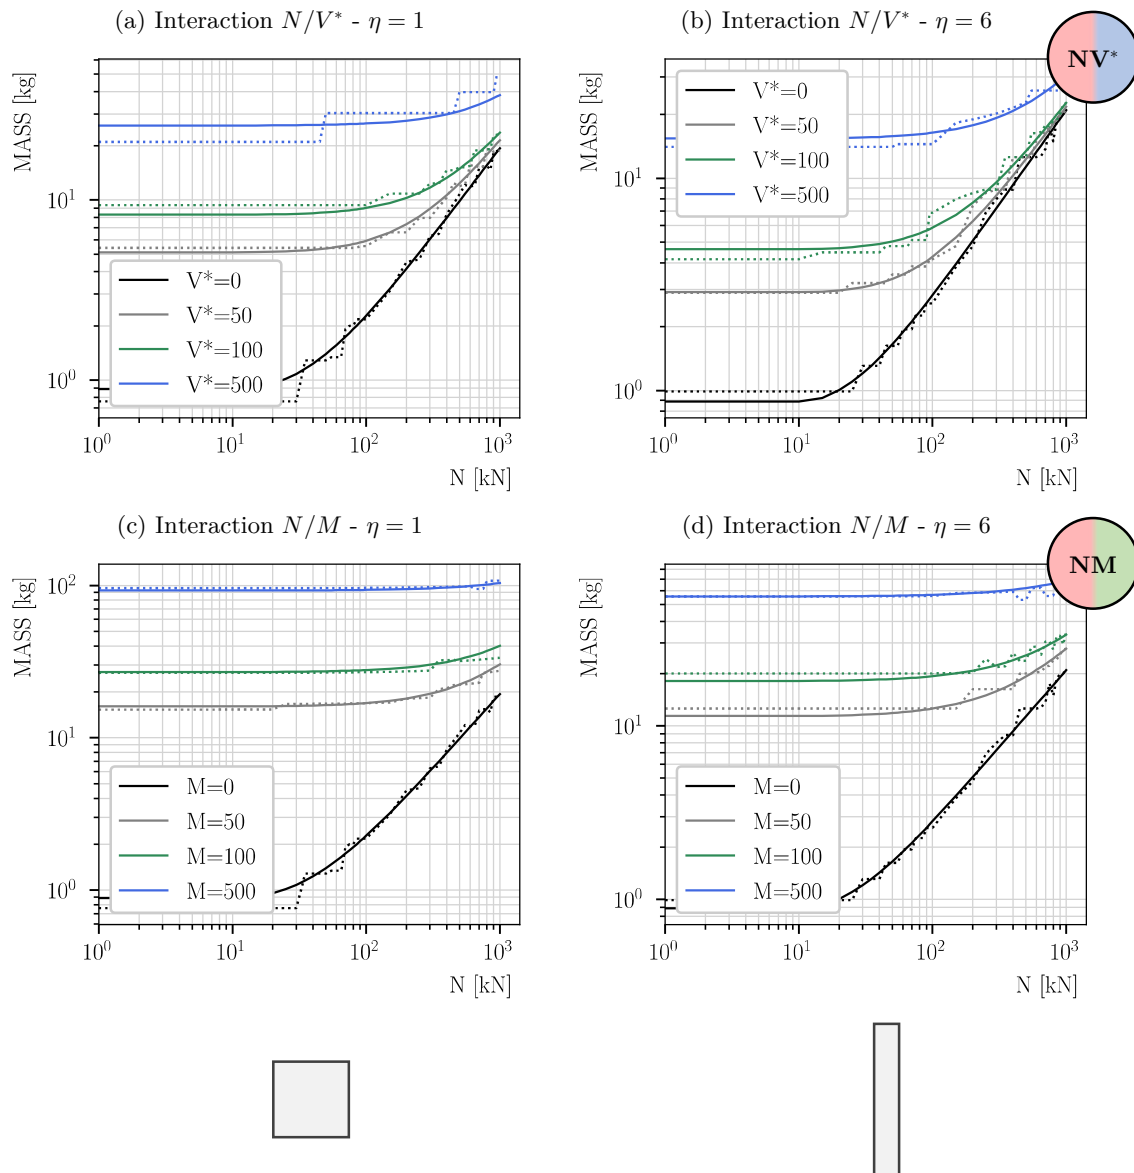 (a) Interaction N/V* - η = 1
MASS [kg]
10¹
10⁰
V*=0
V*=50
V*=100
V*=500
10⁰ 10¹ 10² 10³
N [kN]
(b) Interaction N/V* - η = 6
NV*
MASS [kg]
10¹
10⁰
V*=0
V*=50
V*=100
V*=500
10⁰ 10¹ 10² 10³
N [kN]
(c) Interaction N/M - η = 1
MASS [kg]
10²
10¹
10⁰
M=0
M=50
M=100
M=500
10⁰ 10¹ 10² 10³
N [kN]
(d) Interaction N/M - η = 6
NM
MASS [kg]
10¹
10⁰
M=0
M=50
M=100
M=500
10⁰ 10¹ 10² 10³
N [kN]